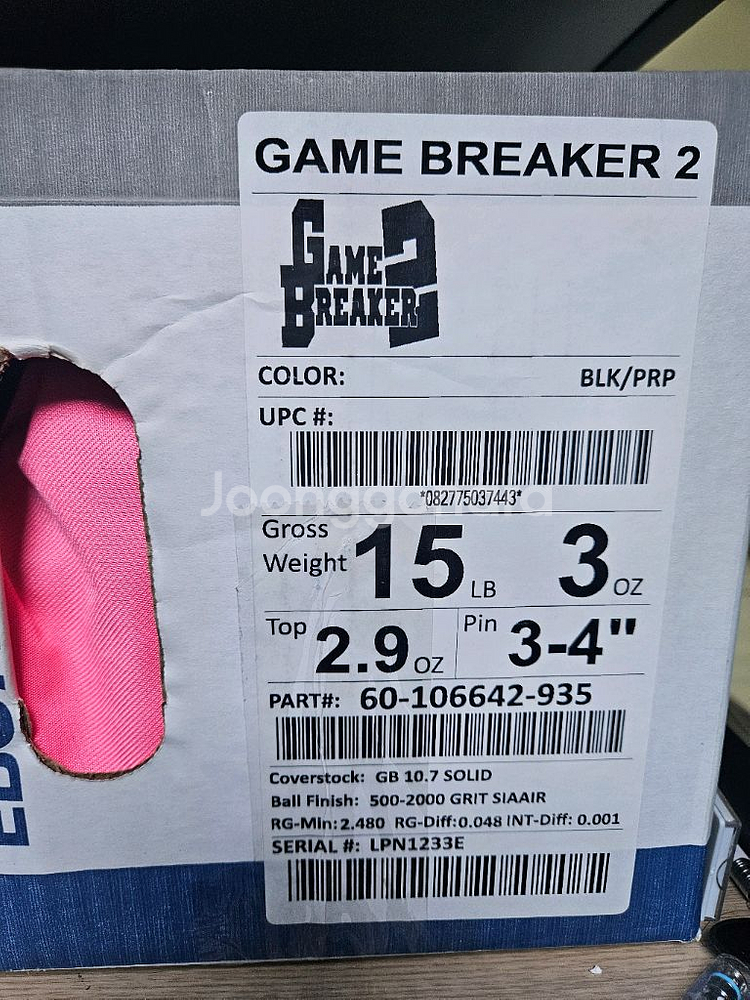 GAME BREAKER 2
GAME
BREAKER 2
COLOR: BLK/PRP
UPC #:
*082775037443*
Gross Weight 15 LB 3 OZ
Top 2.9 OZ Pin 3-4"
PART#: 60-106642-935
Coverstock: GB 10.7 SOLID
Ball Finish: 500-2000 GRIT SIAAIR
RG-Min: 2.480 RG-Diff: 0.048 INT-Diff: 0.001
SERIAL #: LPN1233E